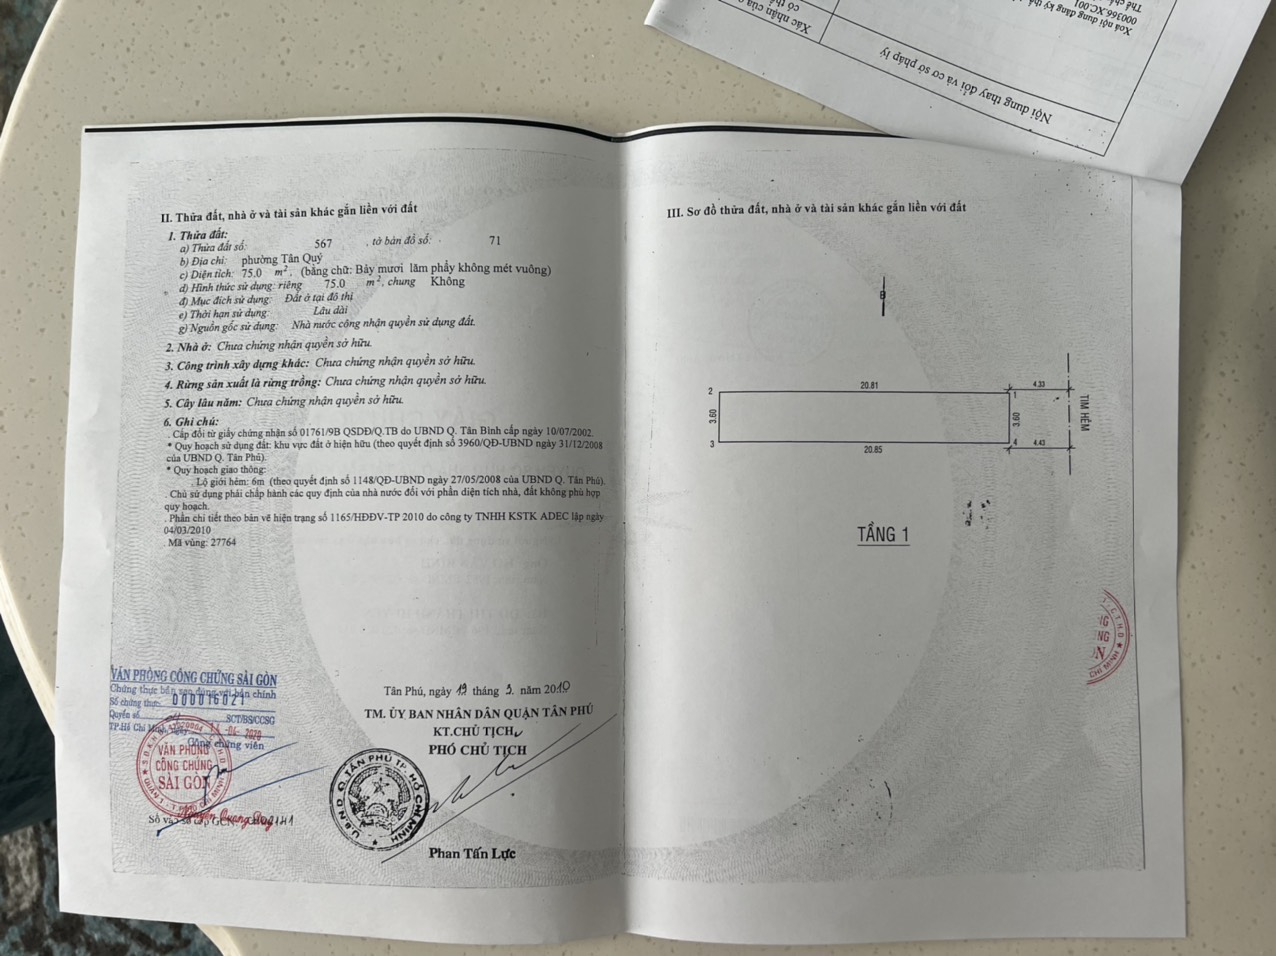 II. Thửa đất, nhà ở và tài sản khác gắn liền với đất
1. Thửa đất:
a) Thửa đất số: 567 , tờ bản đồ số: 71
b) Địa chỉ: phường Tân Quý
c) Diện tích: 75.0 m², (bằng chữ: Bảy mươi lăm phẩy không mét vuông)
d) Hình thức sử dụng: riêng 75.0 m², chung Không
đ) Mục đích sử dụng: Đất ở tại đô thị
e) Thời hạn sử dụng: Lâu dài
g) Nguồn gốc sử dụng: Nhà nước công nhận quyền sử dụng đất.
2. Nhà ở: Chưa chứng nhận quyền sở hữu.
3. Công trình xây dựng khác: Chưa chứng nhận quyền sở hữu.
4. Rừng sản xuất là rừng trồng: Chưa chứng nhận quyền sở hữu.
5. Cây lâu năm: Chưa chứng nhận quyền sở hữu.
6. Ghi chú:
. Cấp đổi từ giấy chứng nhận số 01761/9B QSDĐ/Q.TB do UBND Q. Tân Bình cấp ngày 10/07/2002.
* Quy hoạch sử dụng đất: khu vực đất ở hiện hữu (theo quyết định số 3960/QĐ-UBND ngày 31/12/2008
của UBND Q. Tân Phú).
* Quy hoạch giao thông:
. Lộ giới hẻm: 6m (theo quyết định số 1148/QĐ-UBND ngày 27/05/2008 của UBND Q. Tân Phú).
. Chủ sử dụng phải chấp hành các quy định của nhà nước đối với phần diện tích nhà, đất không phù hợp
quy hoạch.
. Phần chi tiết theo bản vẽ hiện trạng số 1165/HĐĐV-TP 2010 do công ty TNHH KSTK ADEC lập ngày
04/03/2010
Mã vùng: 27764
VĂN PHÒNG CÔNG CHỨNG SÀI GÒN
Chứng thực bản sao đúng với bản chính
Số chứng thực
Quyển số SCT/BS/CCSG
TP.Hồ Chí Minh, ngày 14-04-2020
Công chứng viên
VĂN PHÒNG
CÔNG CHỨNG
SÀI GÒN
Số vào sổ cấp GCN:
Tân Phú, ngày 19 tháng 3. năm 2010
TM. ỦY BAN NHÂN DÂN QUẬN TÂN PHÚ
KT.CHỦ TỊCH
PHÓ CHỦ TỊCH
U.B.N.D Q. TÂN PHÚ TP. HỒ CHÍ MINH
Phan Tấn Lực
III. Sơ đồ thửa đất, nhà ở và tài sản khác gắn liền với đất
B
2 20.81 1 4.33
3.60 3.60 TIM HẺM
3 20.85 4 4.43
TẦNG 1
Nội dung thay đổi và cơ sở pháp lý
Xác nhận của
có th
Xoá nội dung đăng ký thế
000366.XC.001